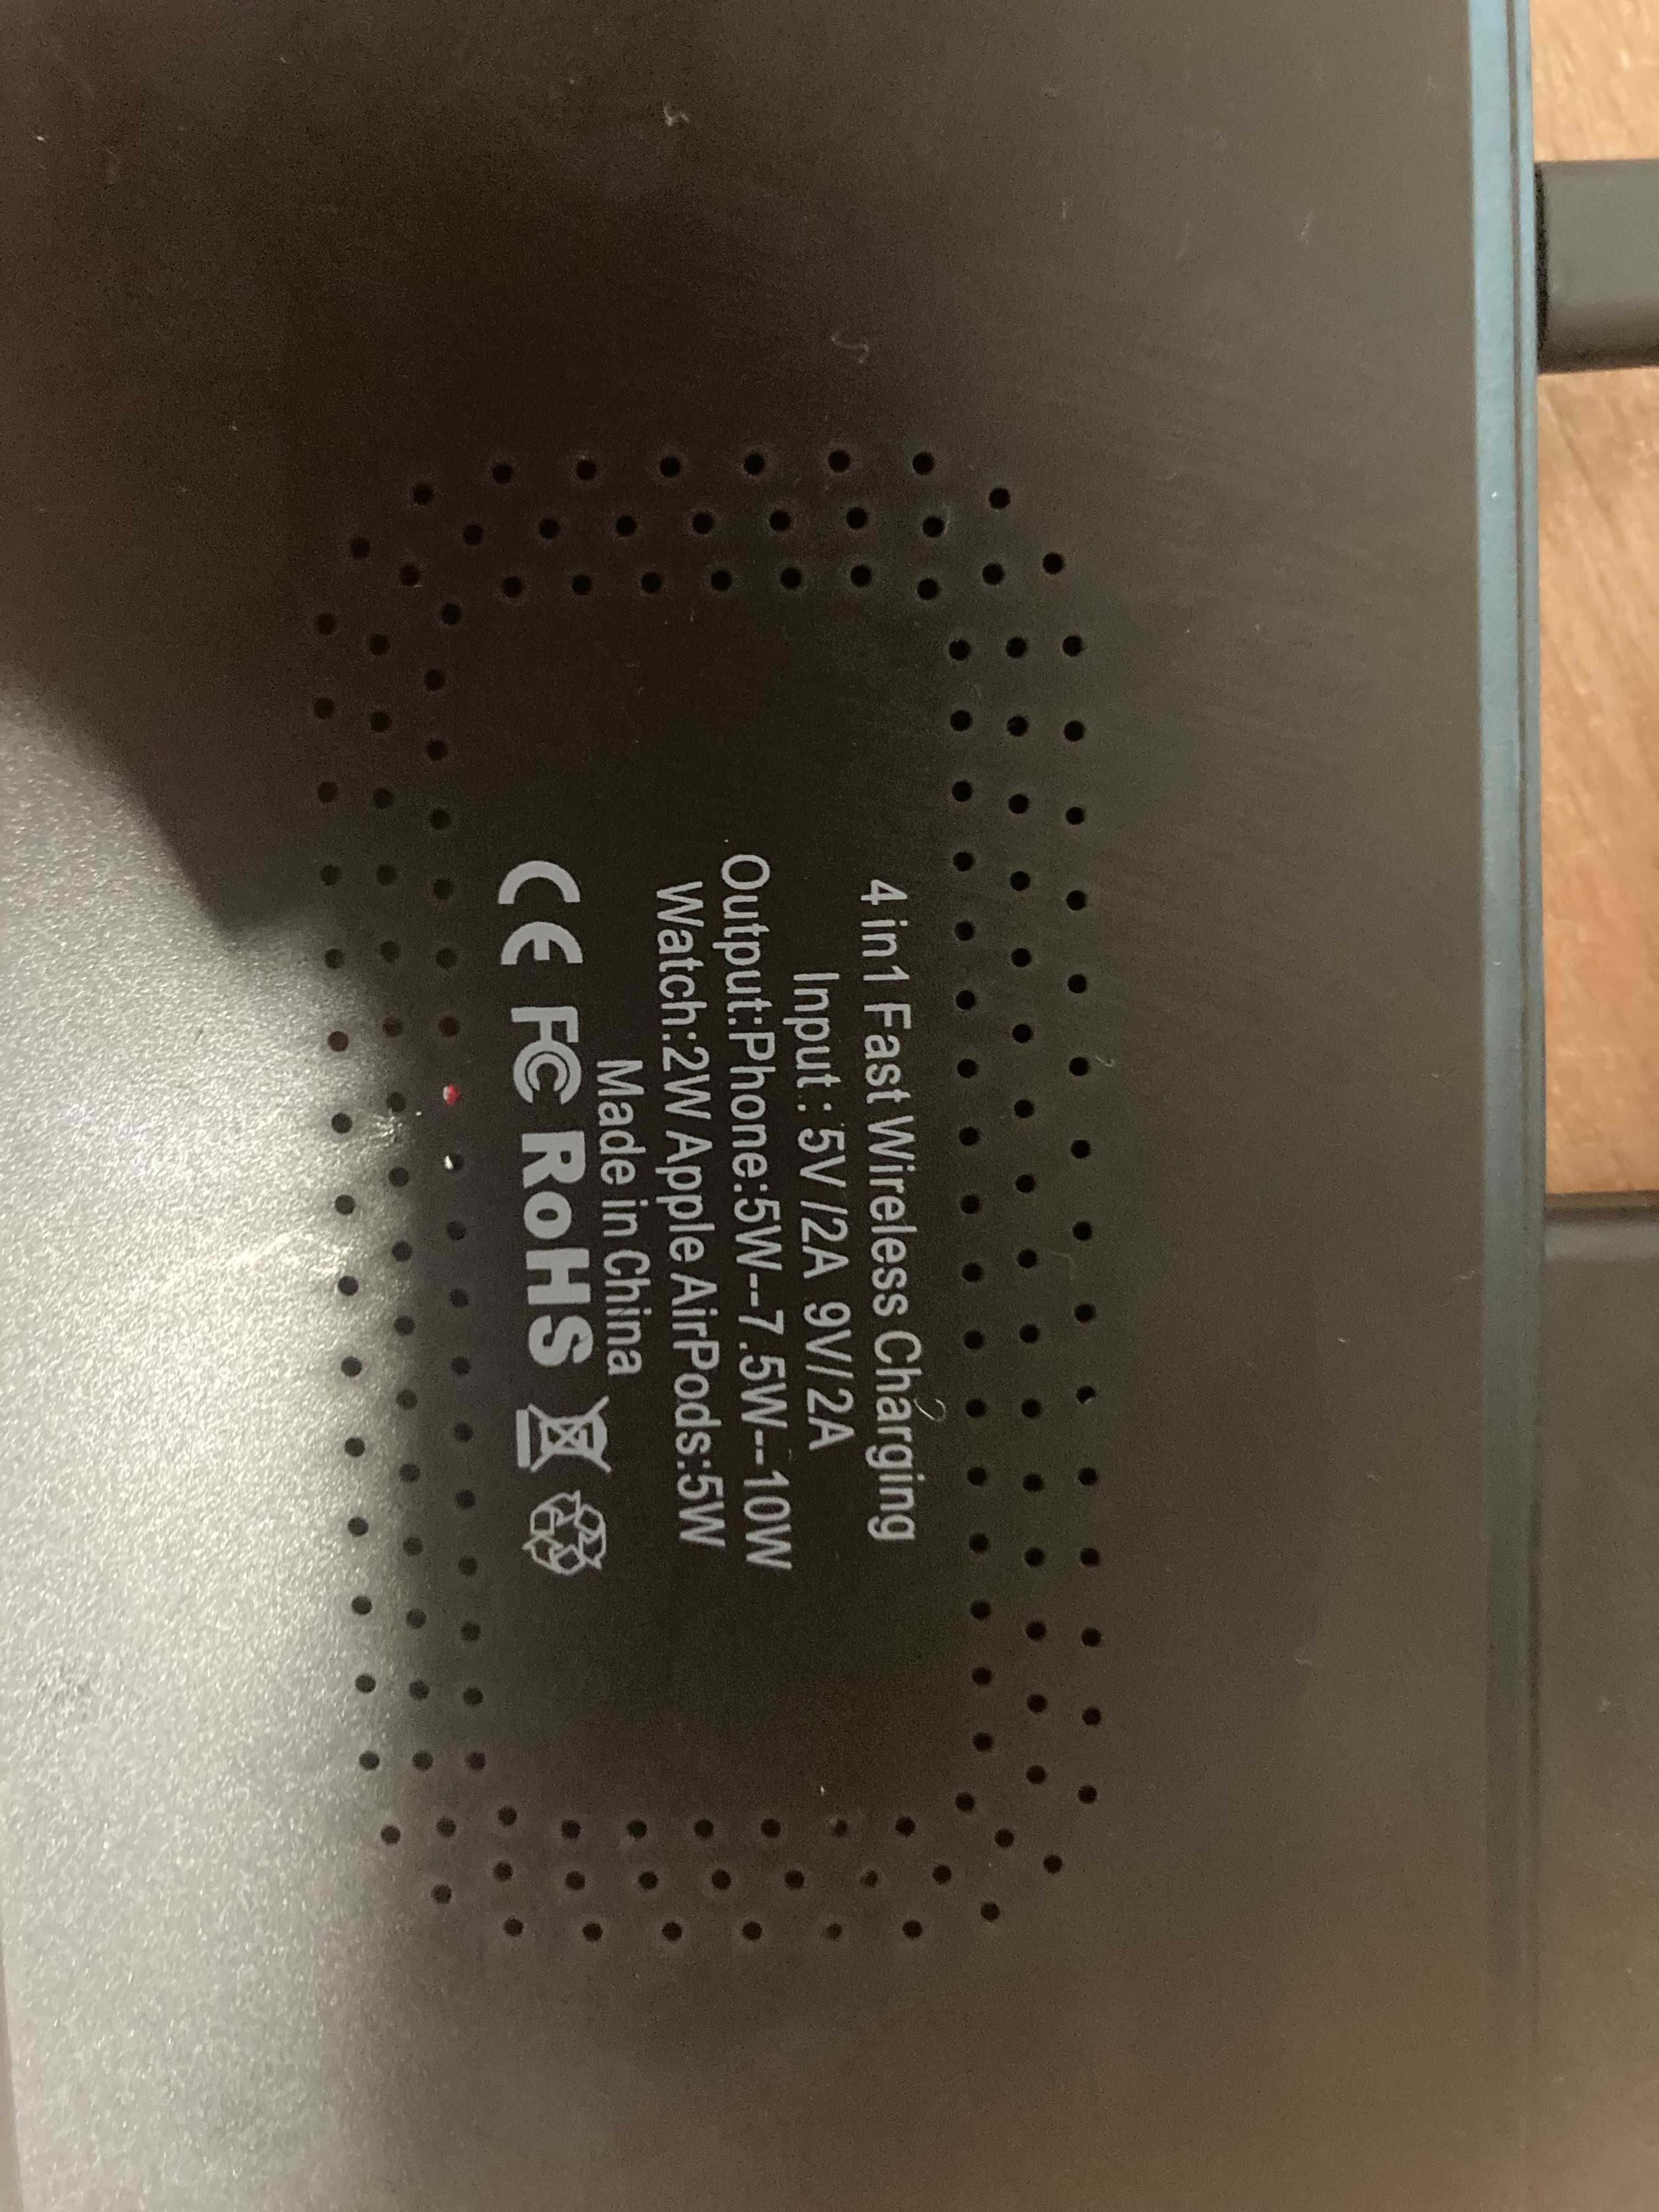 4 in1 Fast Wireless Charging
Input : 5V/2A 9V/2A
Output:Phone:5W--7.5W--10W
Watch:2W Apple AirPods:5W
Made in China
CE FC RoHS